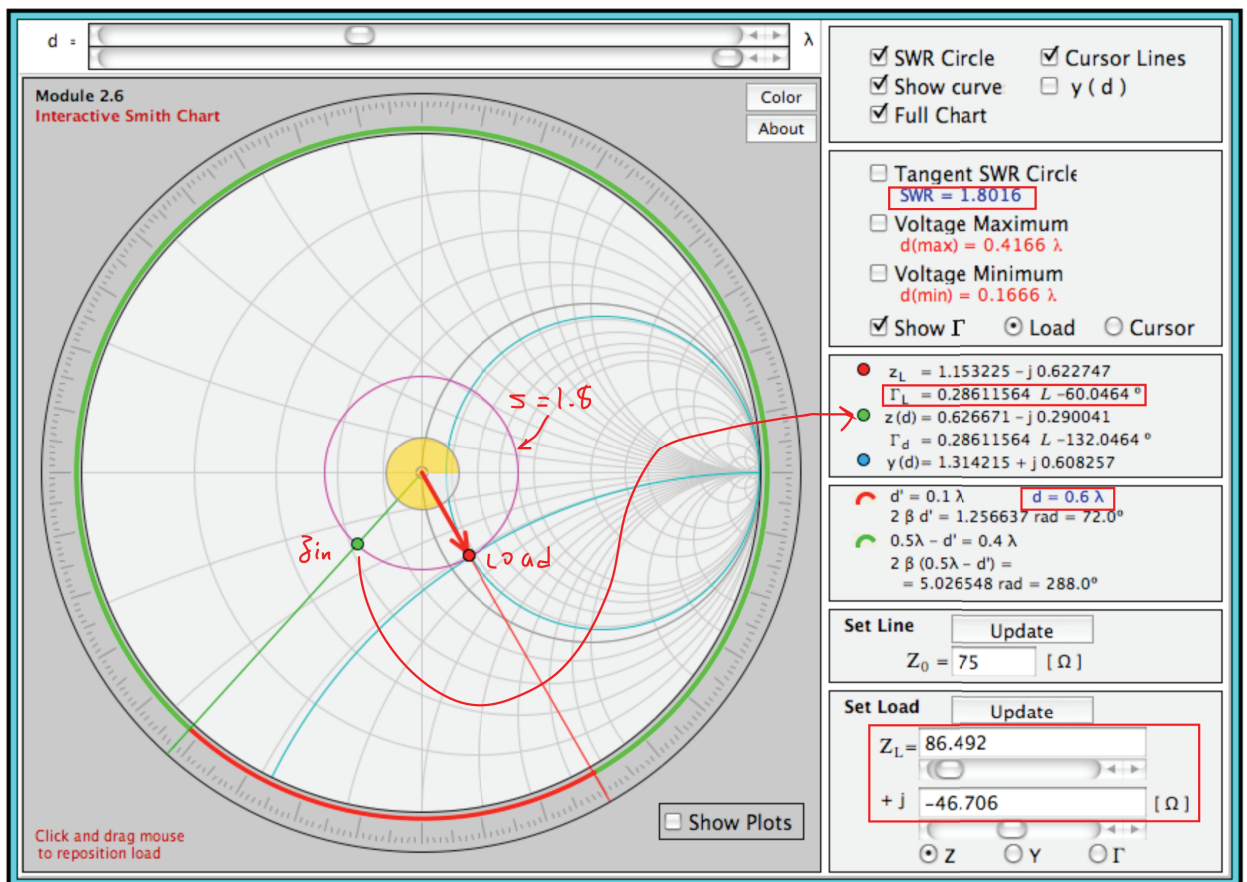 d = λ
Module 2.6
Interactive Smith Chart
Color
About
s = 1.8
zin
Load
Click and drag mouse
to reposition load
Show Plots
SWR Circle Cursor Lines
Show curve y ( d )
Full Chart
Tangent SWR Circle
SWR = 1.8016
Voltage Maximum
d(max) = 0.4166 λ
Voltage Minimum
d(min) = 0.1666 λ
Show Γ Load Cursor
z_L = 1.153225 - j 0.622747
Γ_L = 0.28611564 L -60.0464 º
z(d) = 0.626671 - j 0.290041
Γ_d = 0.28611564 L -132.0464 º
y(d)= 1.314215 + j 0.608257
d' = 0.1 λ d = 0.6 λ
2 β d' = 1.256637 rad = 72.0º
0.5λ - d' = 0.4 λ
2 β (0.5λ - d') =
= 5.026548 rad = 288.0º
Set Line Update
Z_0 = 75 [ Ω ]
Set Load Update
Z_L= 86.492
+ j -46.706 [ Ω ]
Z Y Γ